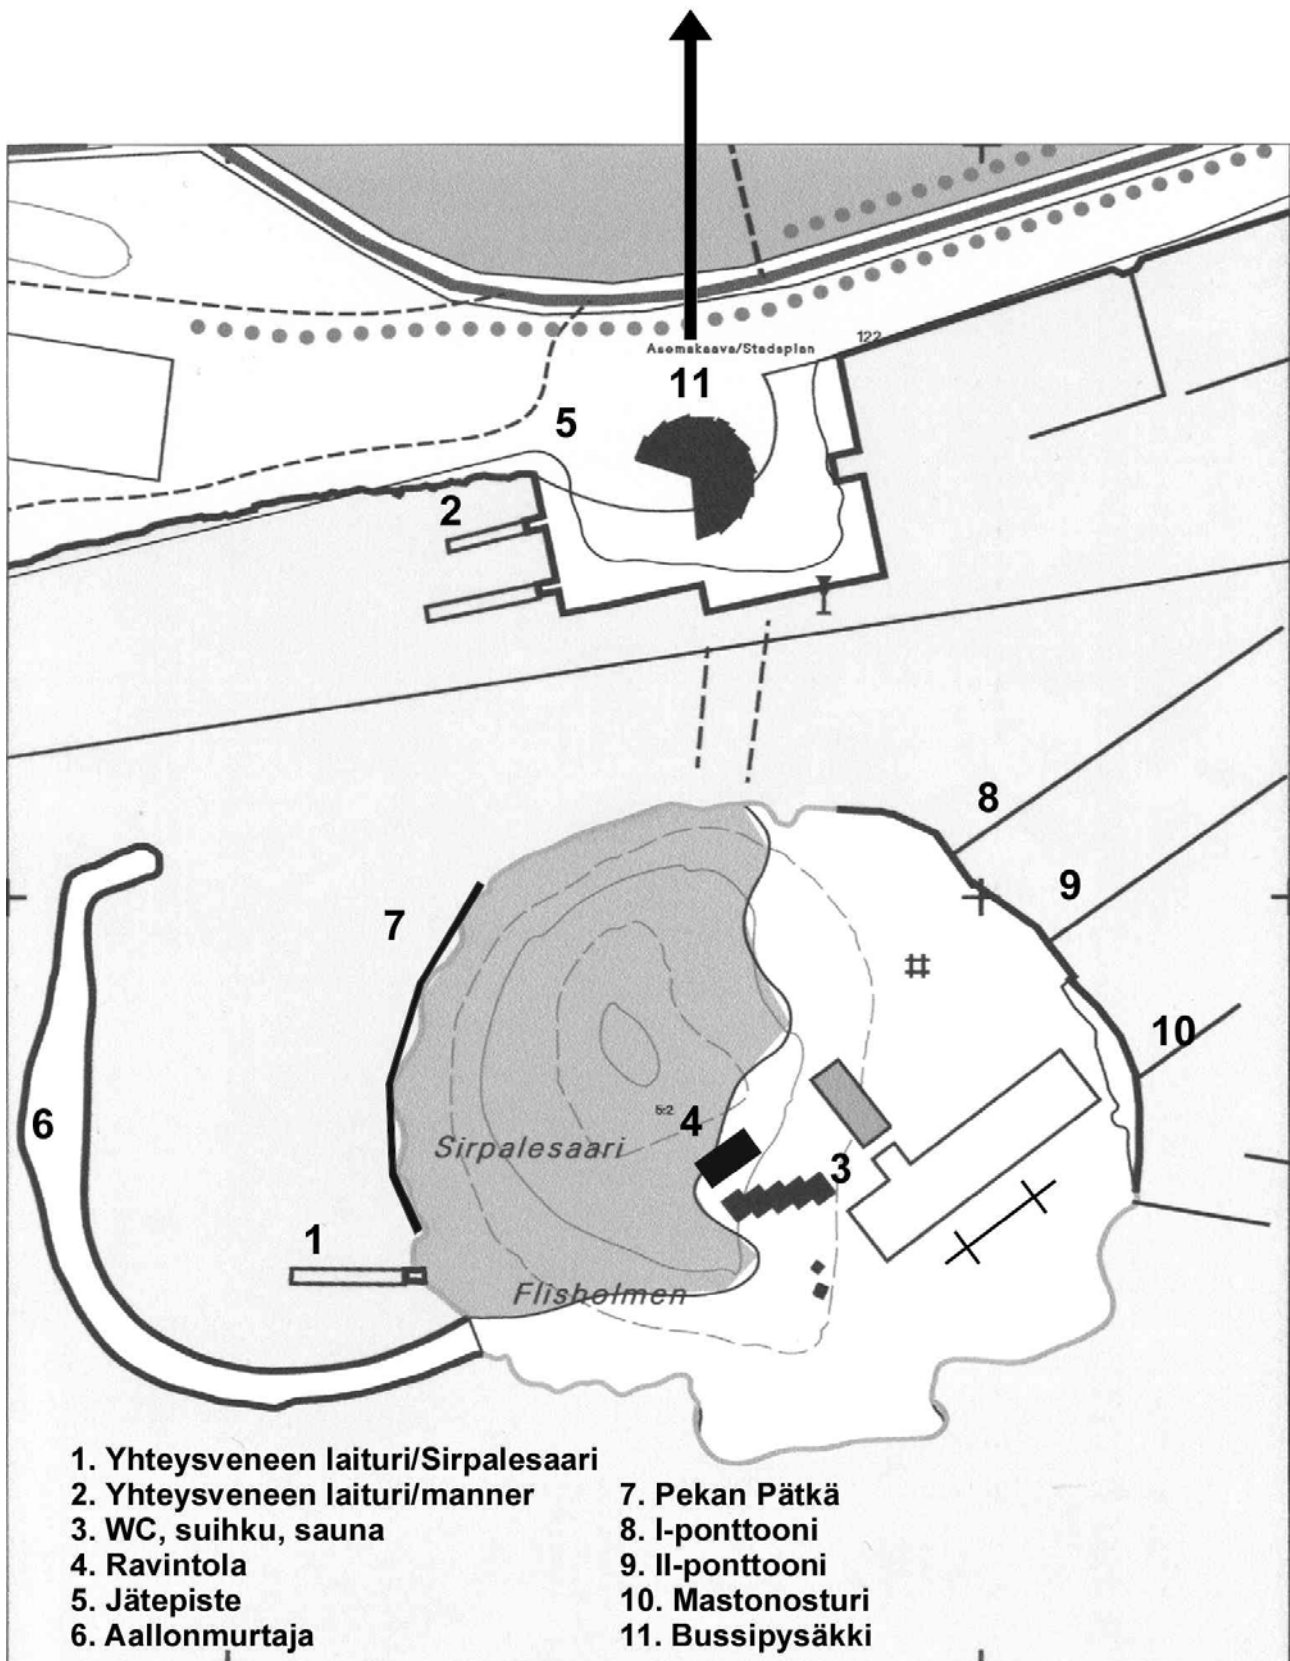 Asemakaava/Stadsplan
122
11
5
2
8
9
7
10
6
5:2
4
Sirpalesaari
3
1
Flisholmen
1. Yhteysveneen laituri/Sirpalesaari
2. Yhteysveneen laituri/manner
3. WC, suihku, sauna
4. Ravintola
5. Jätepiste
6. Aallonmurtaja
7. Pekan Pätkä
8. I-ponttooni
9. II-ponttooni
10. Mastonosturi
11. Bussipysäkki